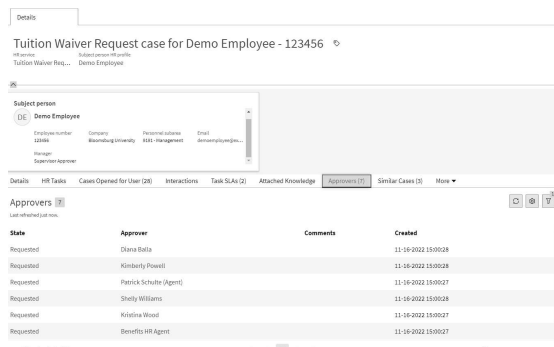 Details
Tuition Waiver Request case for Demo Employee - 123456
HR service Subject person HR profile
Tuition Waiver Req... Demo Employee
Subject person
DE Demo Employee
Employee number Company Personnel subarea Email
123456 Bloomsburg University 9191 - Management demoemployee@es...
Manager
Supervisor Approver
Details HR Tasks Cases Opened for User (28) Interactions Task SLAs (2) Attached Knowledge Approvers (7) Similar Cases (3) More
Approvers 7
Last refreshed just now.
State Approver Comments Created
Requested Diana Balla 11-16-2022 15:00:28
Requested Kimberly Powell 11-16-2022 15:00:28
Requested Patrick Schulte (Agent) 11-16-2022 15:00:27
Requested Shelly Williams 11-16-2022 15:00:28
Requested Kristina Wood 11-16-2022 15:00:27
Requested Benefits HR Agent 11-16-2022 15:00:27